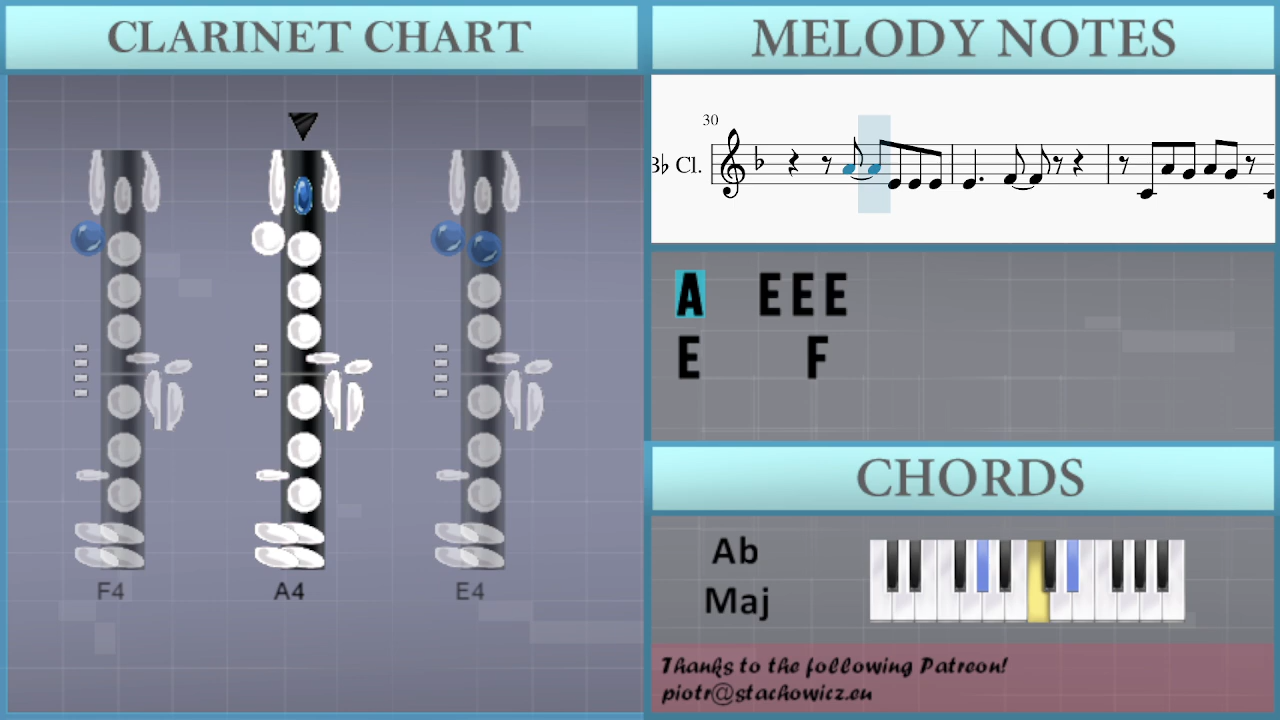 CLARINET CHART
F4 A4 E4
MELODY NOTES
30
B♭ Cl.
A EEE
E F
CHORDS
Ab
Maj
Thanks to the following Patreon!
piotr@stachowicz.eu